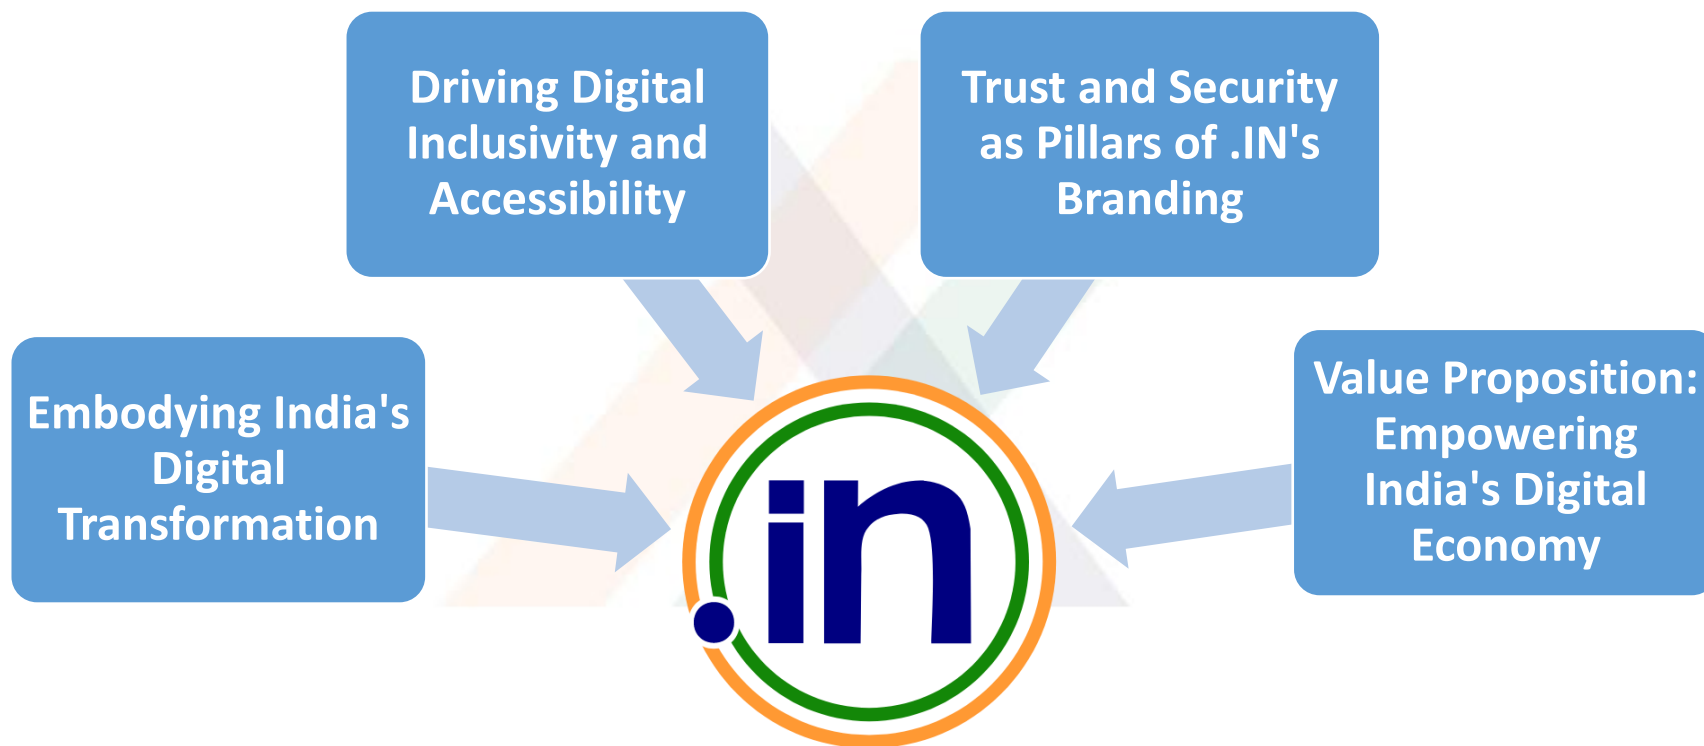 Driving Digital
Inclusivity and
Accessibility
Trust and Security
as Pillars of .IN's
Branding
Embodying India's
Digital
Transformation
Value Proposition:
Empowering
India's Digital
Economy
.in